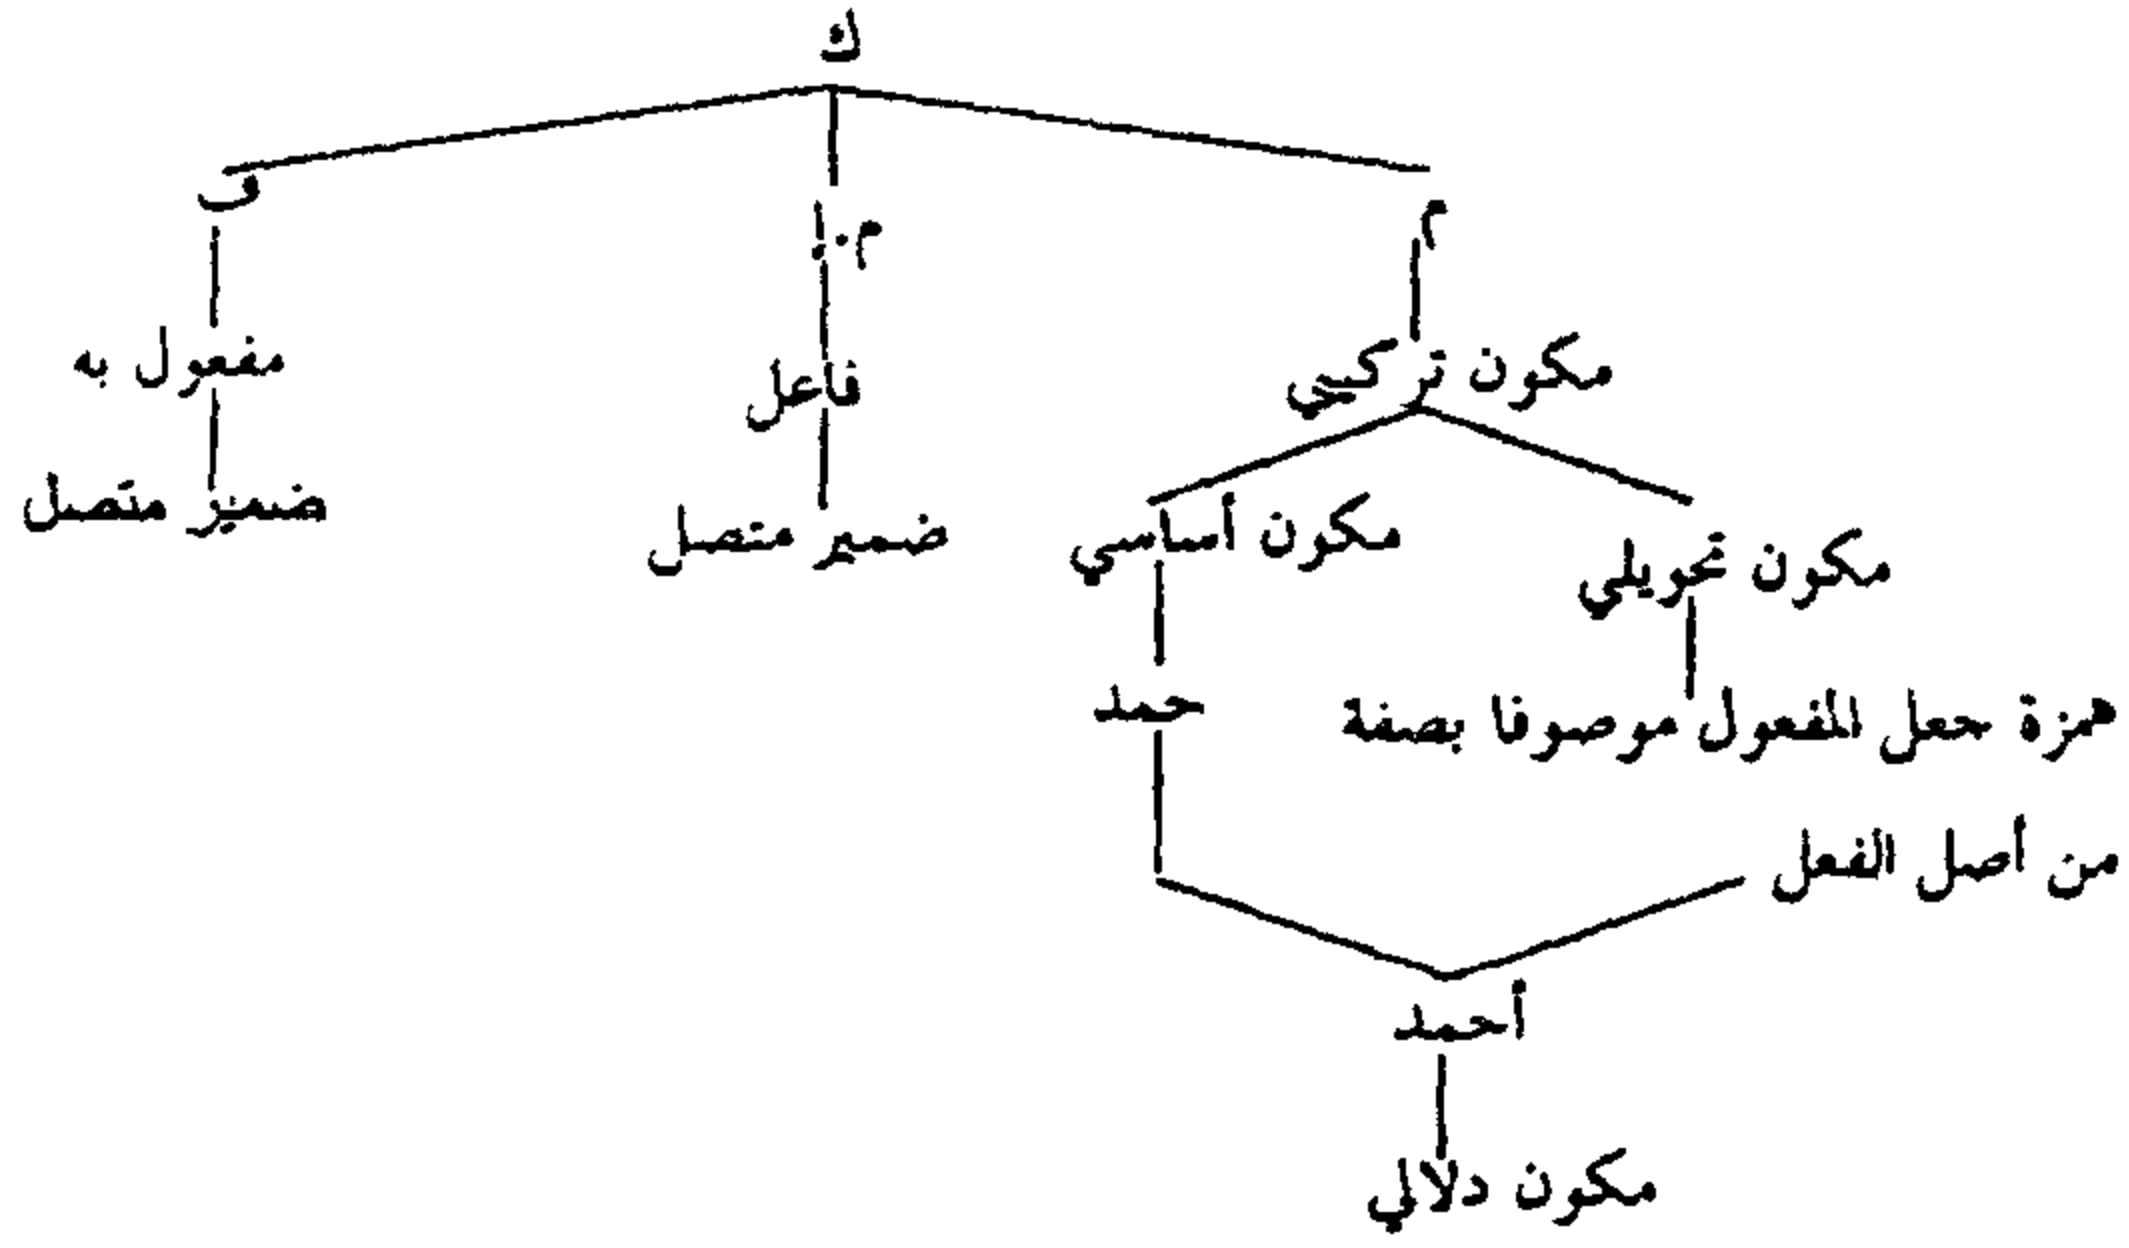 ك
م
م.إ
ف
مكون تركيبي
فاعل
مفعول به
مكون تحويلي
مكون أساسي
ضمير متصل
ضمير متصل
همزة جعل المفعول موصوفا بصفة
من أصل الفعل
حمد
أحمد
مكون دلالي